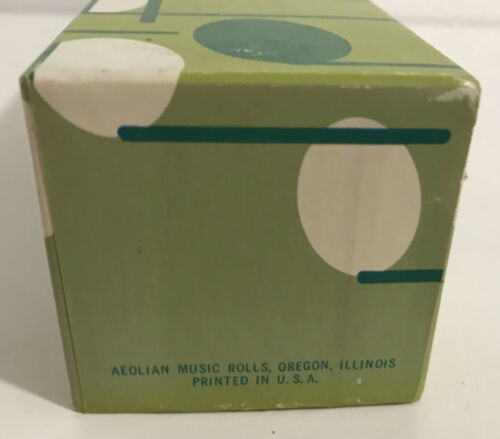 AEOLIAN MUSIC ROLLS, OREGON, ILLINOIS
PRINTED IN U.S.A.